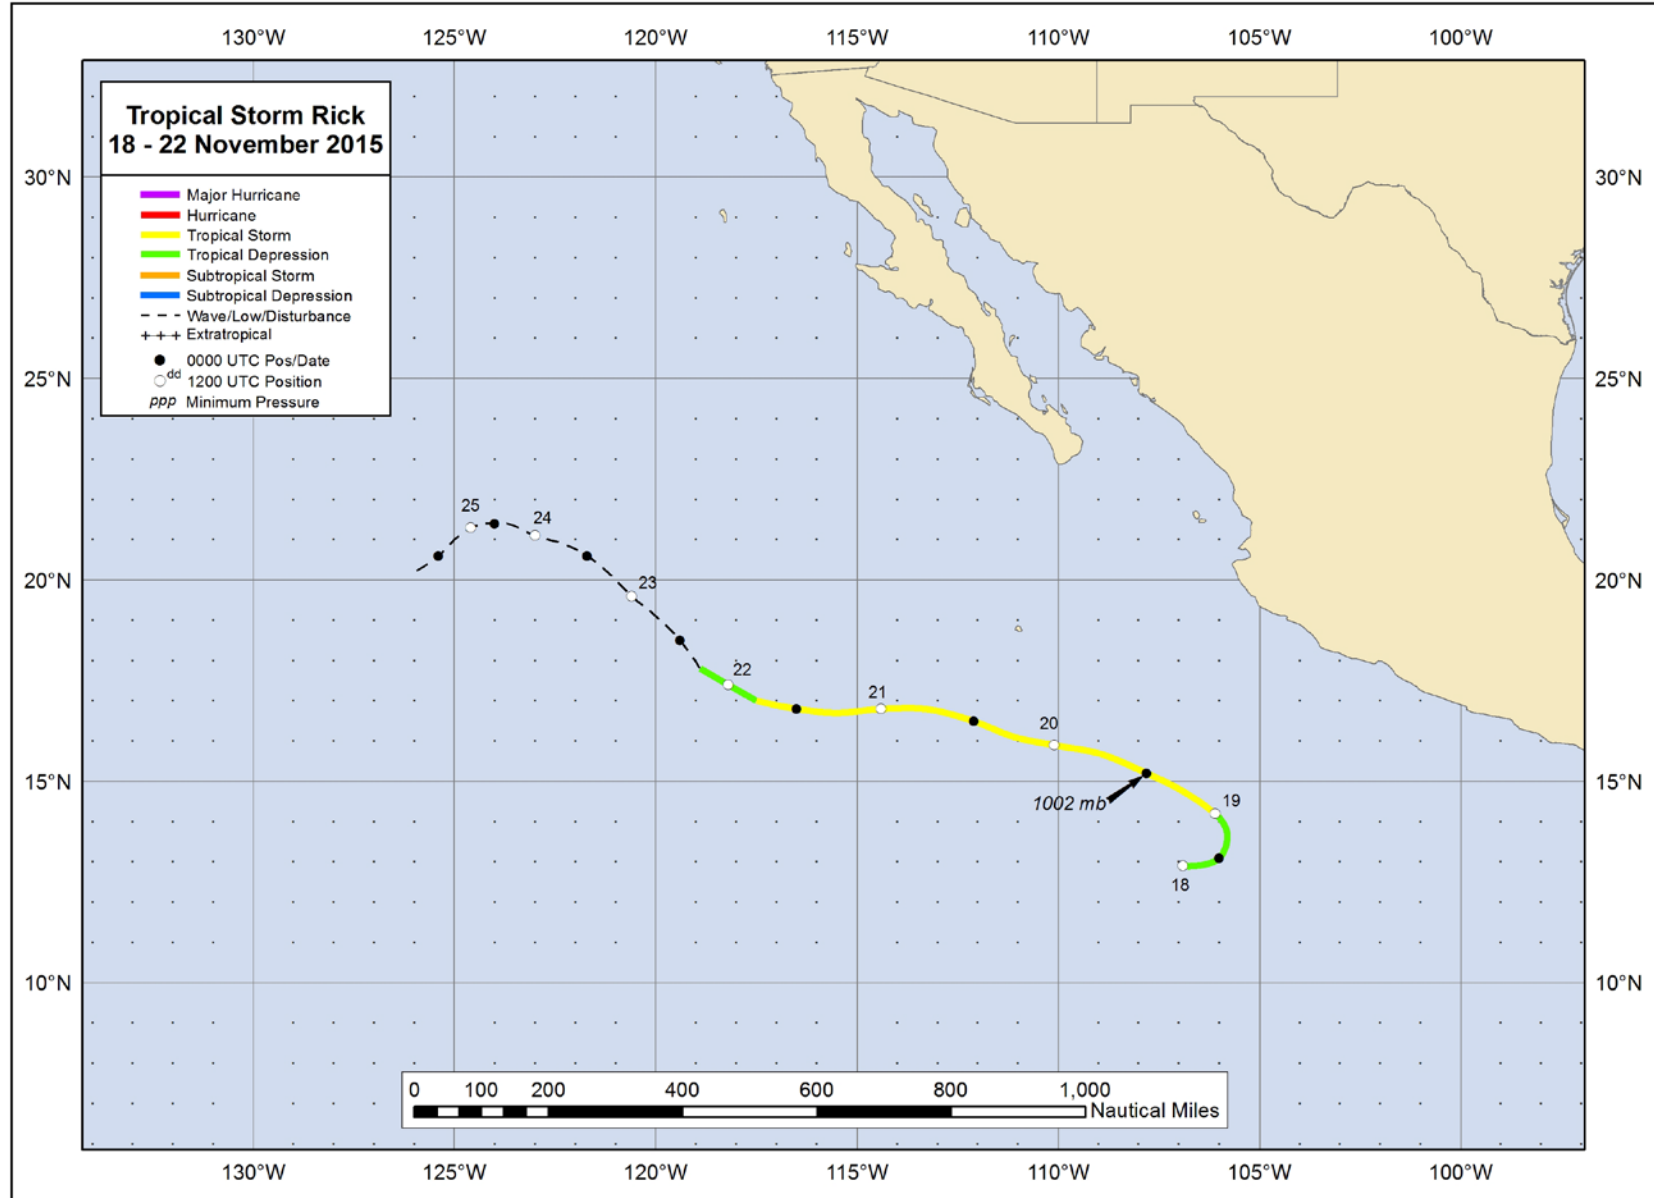 130°W 125°W 120°W 115°W 110°W 105°W 100°W
Tropical Storm Rick
18 - 22 November 2015
Major Hurricane
Hurricane
Tropical Storm
Tropical Depression
Subtropical Storm
Subtropical Depression
Wave/Low/Disturbance
Extratropical
0000 UTC Pos/Date
dd 1200 UTC Position
ppp Minimum Pressure
30°N 30°N
25°N 25°N
25 24
20°N 23 20°N
22
21
20
15°N 15°N
1002 mb 19
18
10°N 10°N
0 100 200 400 600 800 1,000
Nautical Miles
130°W 125°W 120°W 115°W 110°W 105°W 100°W